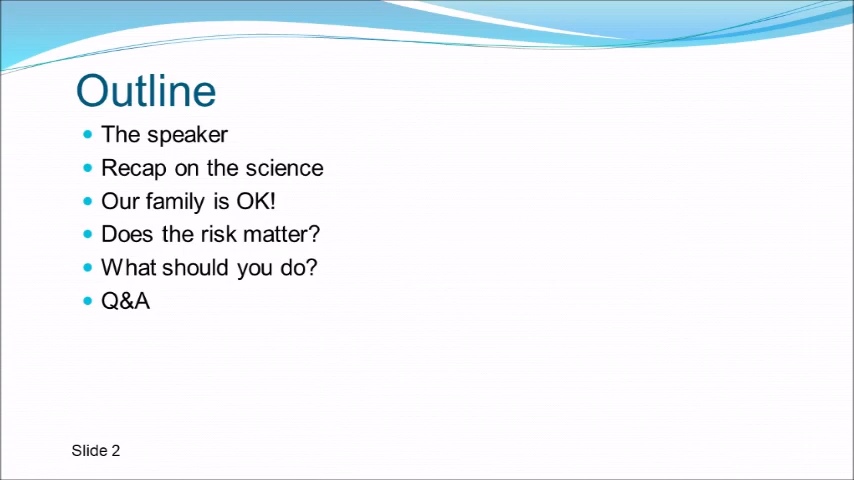 Outline
The speaker
Recap on the science
Our family is OK!
Does the risk matter?
What should you do?
Q&A
Slide 2